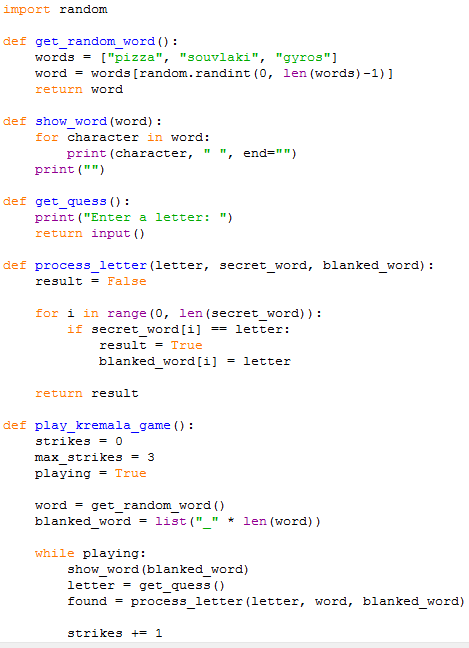 import random

def get_random_word():
    words = ["pizza", "souvlaki", "gyros"]
    word = words[random.randint(0, len(words)-1)]
    return word

def show_word(word):
    for character in word:
        print(character, " ", end="")
    print("")

def get_quess():
    print("Enter a letter: ")
    return input()

def process_letter(letter, secret_word, blanked_word):
    result = False

    for i in range(0, len(secret_word)):
        if secret_word[i] == letter:
            result = True
            blanked_word[i] = letter

    return result

def play_kremala_game():
    strikes = 0
    max_strikes = 3
    playing = True

    word = get_random_word()
    blanked_word = list("_" * len(word))

    while playing:
        show_word(blanked_word)
        letter = get_quess()
        found = process_letter(letter, word, blanked_word)

        strikes += 1